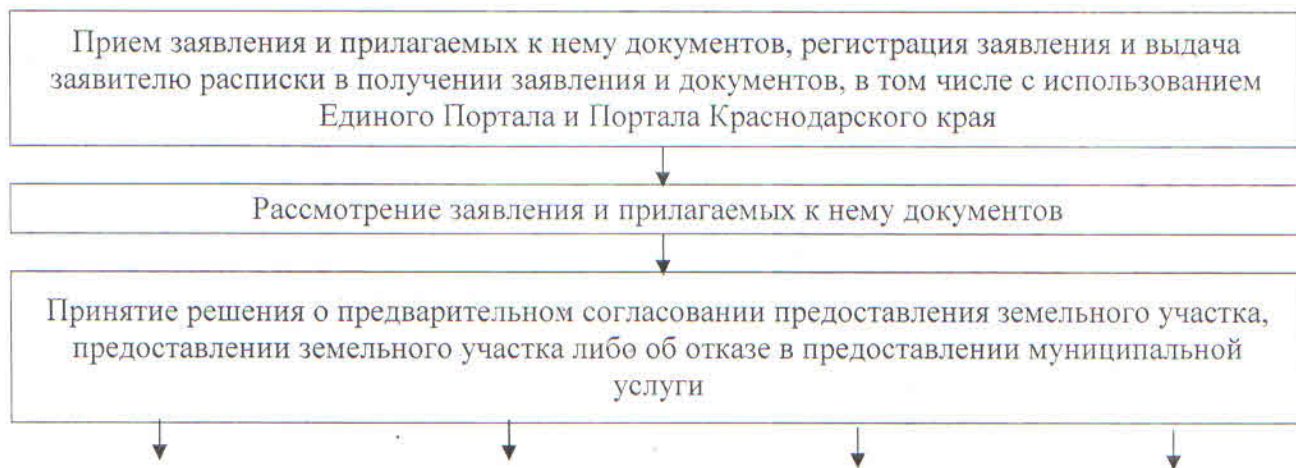 Прием заявления и прилагаемых к нему документов, регистрация заявления и выдача
заявителю расписки в получении заявления и документов, в том числе с использованием
Единого Портала и Портала Краснодарского края
Рассмотрение заявления и прилагаемых к нему документов
Принятие решения о предварительном согласовании предоставления земельного участка,
предоставлении земельного участка либо об отказе в предоставлении муниципальной
услуги